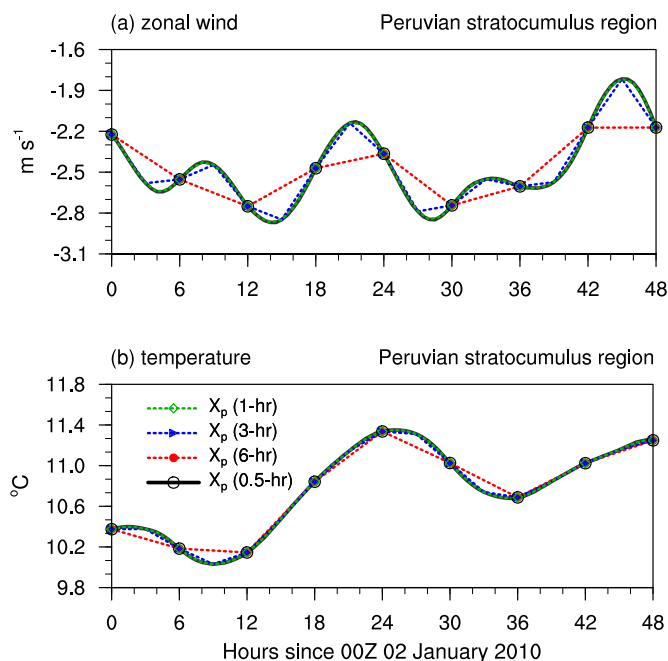 (a) zonal wind Peruvian stratocumulus region
-1.6
-1.9
-2.2
-2.5
-2.8
-3.1
m s⁻¹
0 6 12 18 24 30 36 42 48
(b) temperature Peruvian stratocumulus region
11.8
11.4
11.0
10.6
10.2
9.8
°C
Xₚ (1-hr)
Xₚ (3-hr)
Xₚ (6-hr)
Xₚ (0.5-hr)
0 6 12 18 24 30 36 42 48
Hours since 00Z 02 January 2010